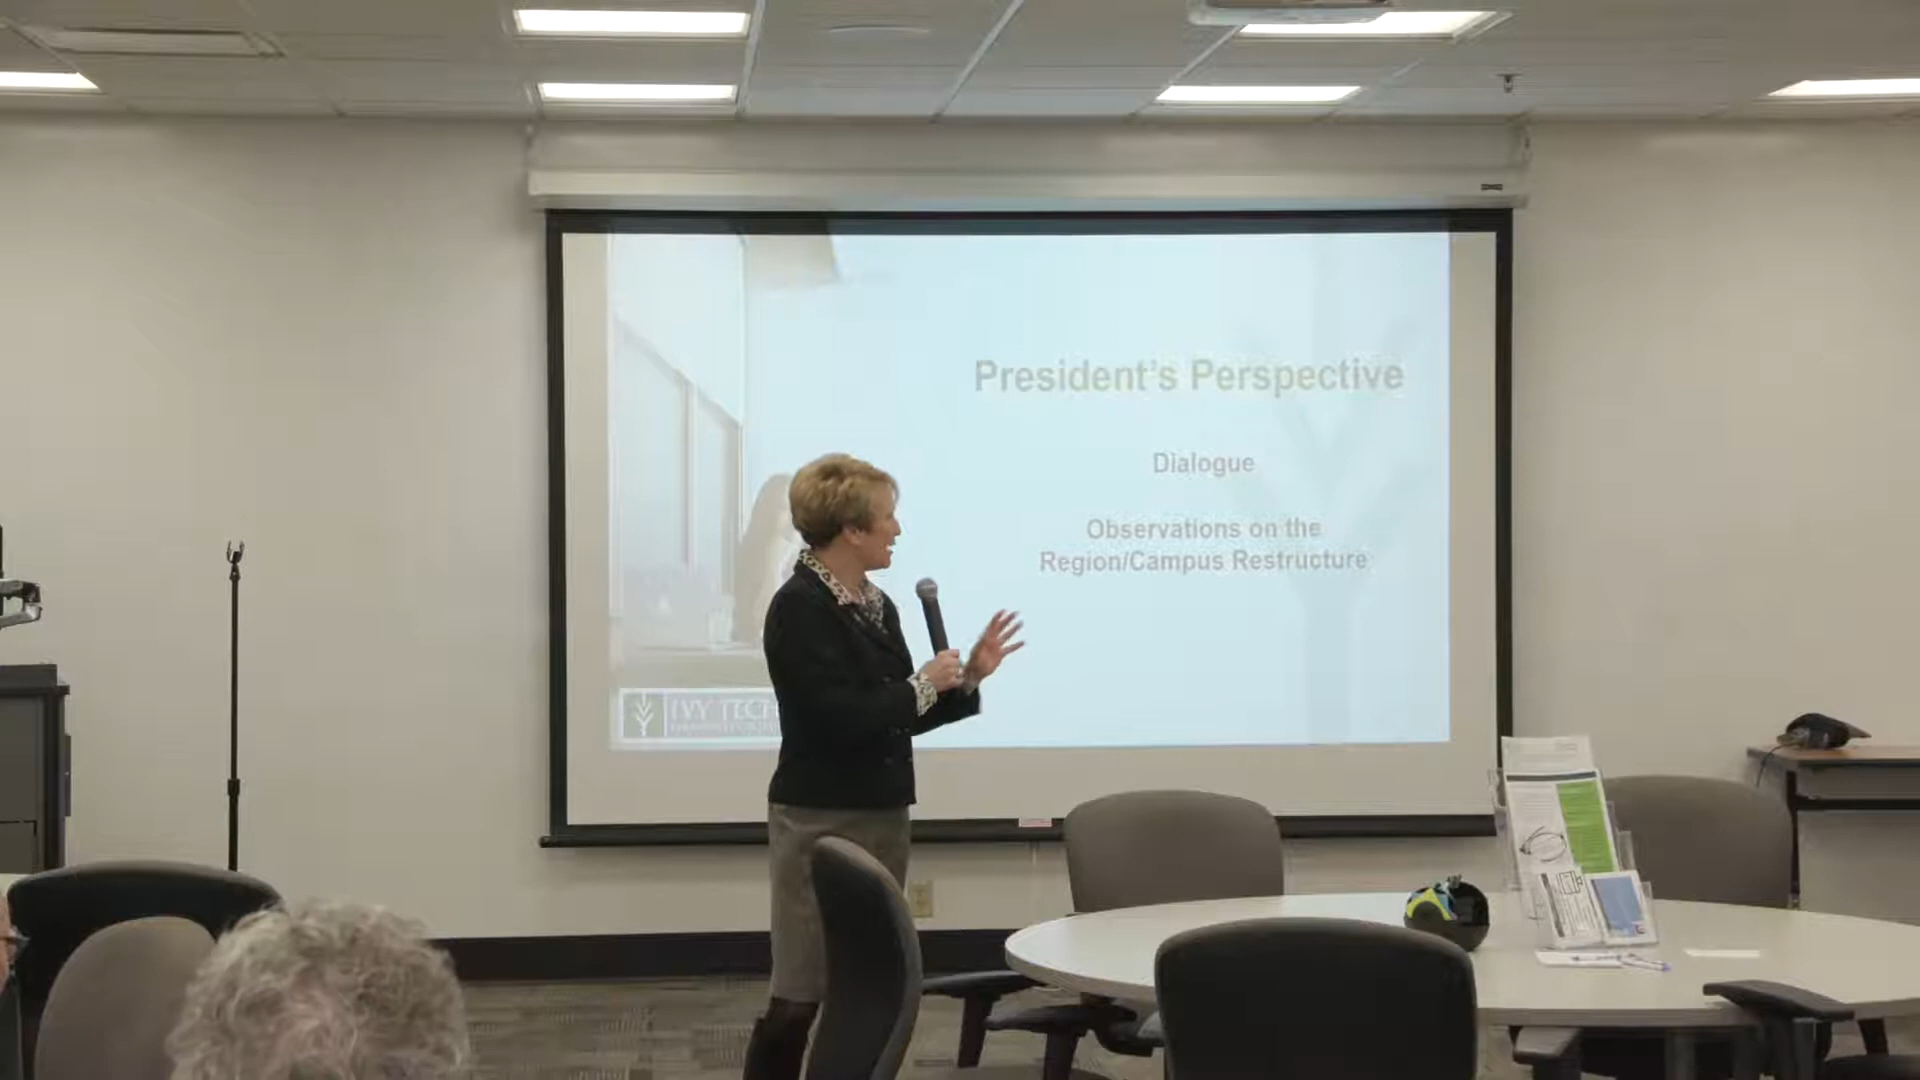 President's Perspective
Dialogue
Observations on the
Region/Campus Restructure
IVY TECH